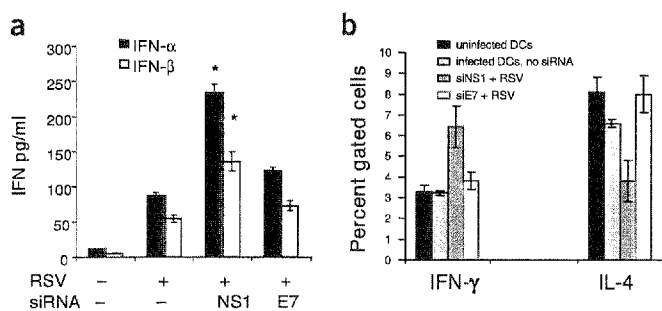 a
IFN-α
IFN-β
IFN pg/ml
300
250
200
150
100
50
0
*
*
RSV – + + +
siRNA – – NS1 E7
b
uninfected DCs
infected DCs, no siRNA
siNS1 + RSV
siE7 + RSV
Percent gated cells
10
9
8
7
6
5
4
3
2
1
0
IFN-γ
IL-4